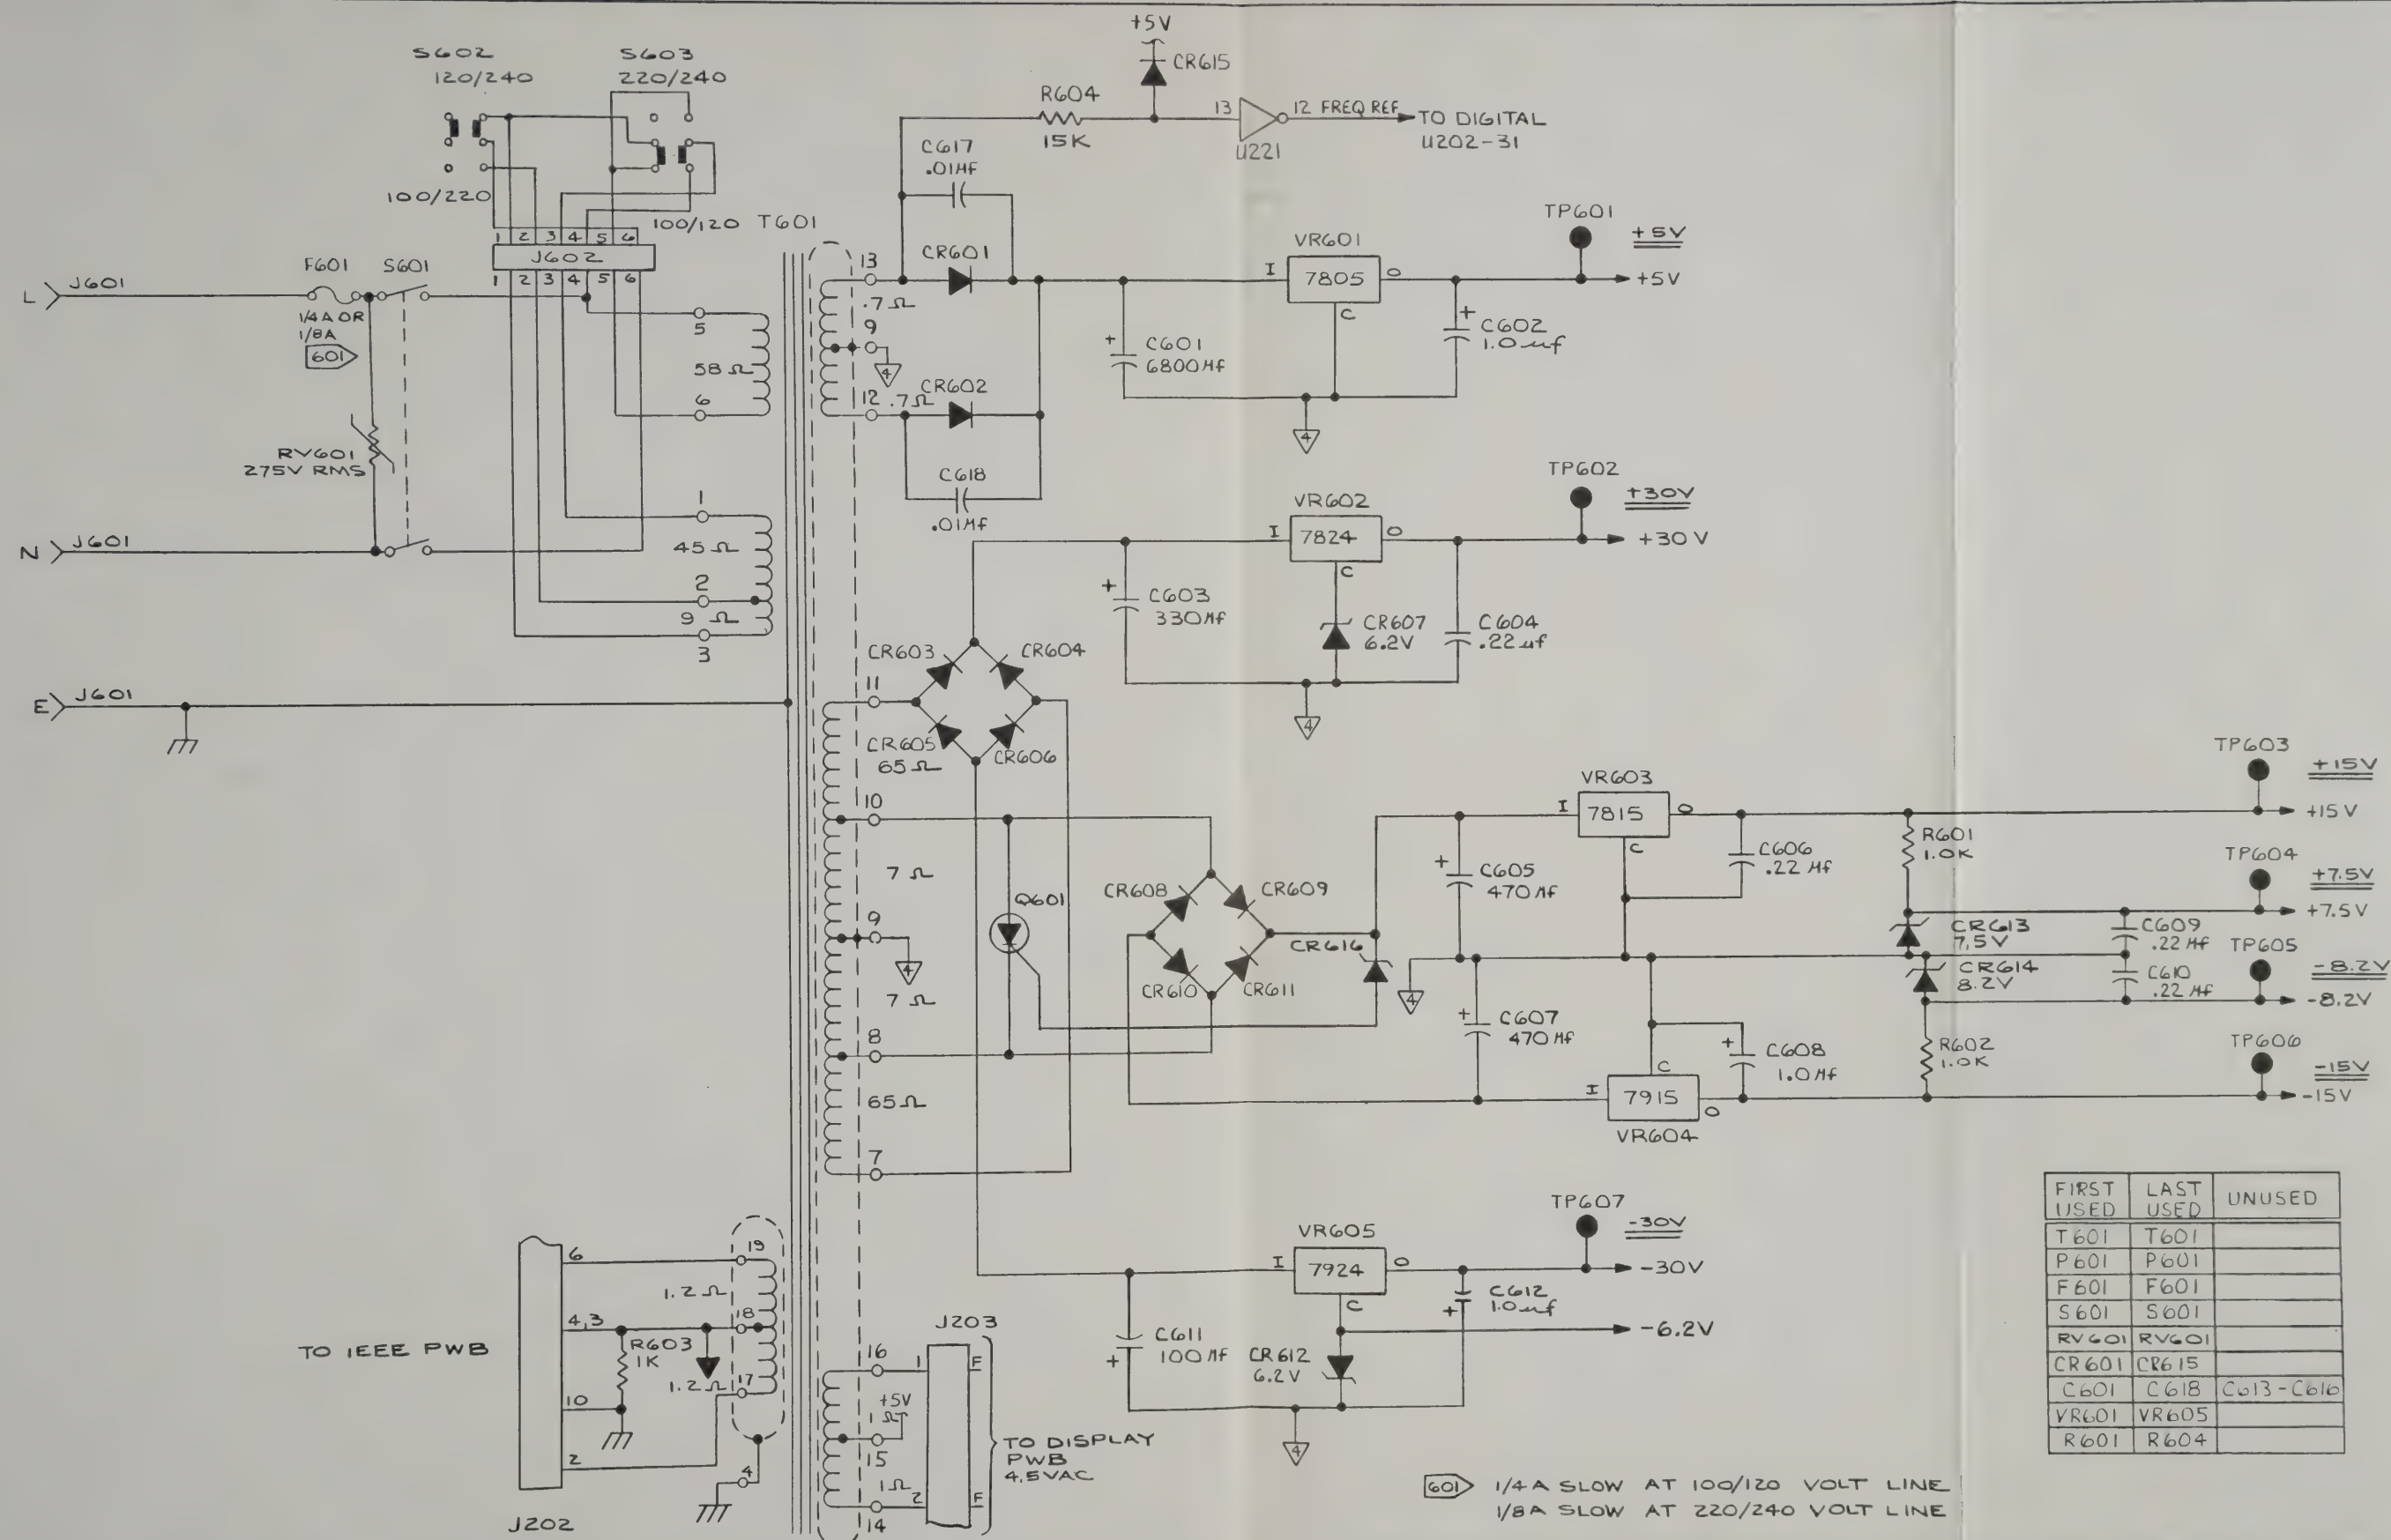 S602
120/240
S603
220/240
100/220
100/120
T601
1 2 3 4 5 6
J602
1 2 3 4 5 6
L
J601
F601
S601
1/4A OR
1/8A
601
RV601
275V RMS
N
J601
E
J601
5
58Ω
6
1
45Ω
2
9Ω
3
+5V
CR615
R604
15K
13
U221
12 FREQ REF
TO DIGITAL
U202-31
C617
.01Mf
CR601
13
.7Ω
9
4
12
.7Ω
CR602
C618
.01Mf
+
C601
6800Mf
VR601
I
7805
O
C
+
C602
1.0uf
TP601
+5V
+5V
4
VR602
I
7824
O
C
+
C603
330Mf
CR607
6.2V
C604
.22uf
TP602
+30V
+30V
4
CR603
CR604
CR605
CR606
11
65Ω
10
7Ω
9
4
7Ω
8
65Ω
7
Q601
CR608
CR609
CR610
CR611
CR616
4
+
C605
470Mf
VR603
I
7815
O
C
C606
.22Mf
R601
1.0K
TP603
+15V
+15V
TP604
+7.5V
+7.5V
CR613
7.5V
C609
.22Mf
TP605
-8.2V
-8.2V
CR614
8.2V
C610
.22Mf
+
C607
470Mf
+
C608
1.0Mf
C
I
7915
O
VR604
R602
1.0K
TP606
-15V
-15V
VR605
I
7924
O
C
TP607
-30V
-30V
C612
1.0uf
+
-6.2V
C611
100Mf
+
CR612
6.2V
4
TO IEEE PWB
6
4,3
10
2
J202
R603
1K
19
1.2Ω
18
1.2Ω
17
4
J203
16
1
F
+5V
1Ω
15
1Ω
2
F
14
TO DISPLAY
PWB
4.5VAC
FIRST USED LAST USED UNUSED
T601 T601
P601 P601
F601 F601
S601 S601
RV601 RV601
CR601 CR615
C601 C618 C613-C616
VR601 VR605
R601 R604
601 1/4A SLOW AT 100/120 VOLT LINE
1/8A SLOW AT 220/240 VOLT LINE